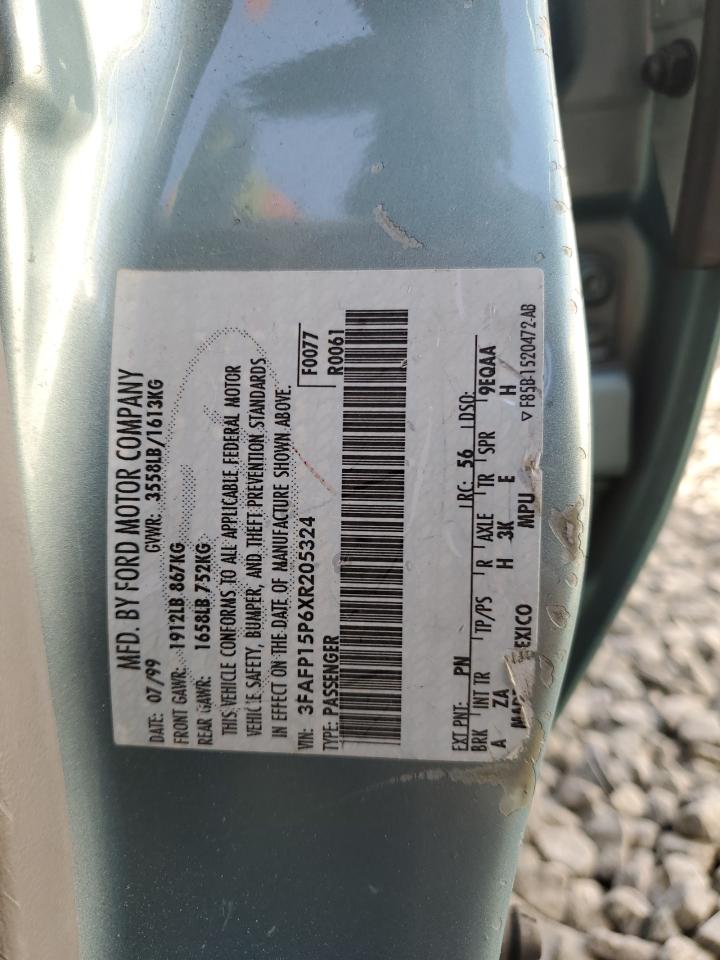 MFD. BY FORD MOTOR COMPANY
DATE: 07/99 GVWR: 3558LB/1613KG
FRONT GAWR: 1912LB 867KG
REAR GAWR: 1658LB 752KG
THIS VEHICLE CONFORMS TO ALL APPLICABLE FEDERAL MOTOR
VEHICLE SAFETY, BUMPER, AND THEFT PREVENTION STANDARDS
IN EFFECT ON THE DATE OF MANUFACTURE SHOWN ABOVE.
VIN: 3FAFP15P6XR205324 F0077
TYPE: PASSENGER R0061
EXT PNT: PN RC: 56 DSO:
BRK INT TR TP/PS R AXLE TR SPR 9EQAA
A ZA H 3K E H
MEXICO MPU ▽ F85B-1520472-AB